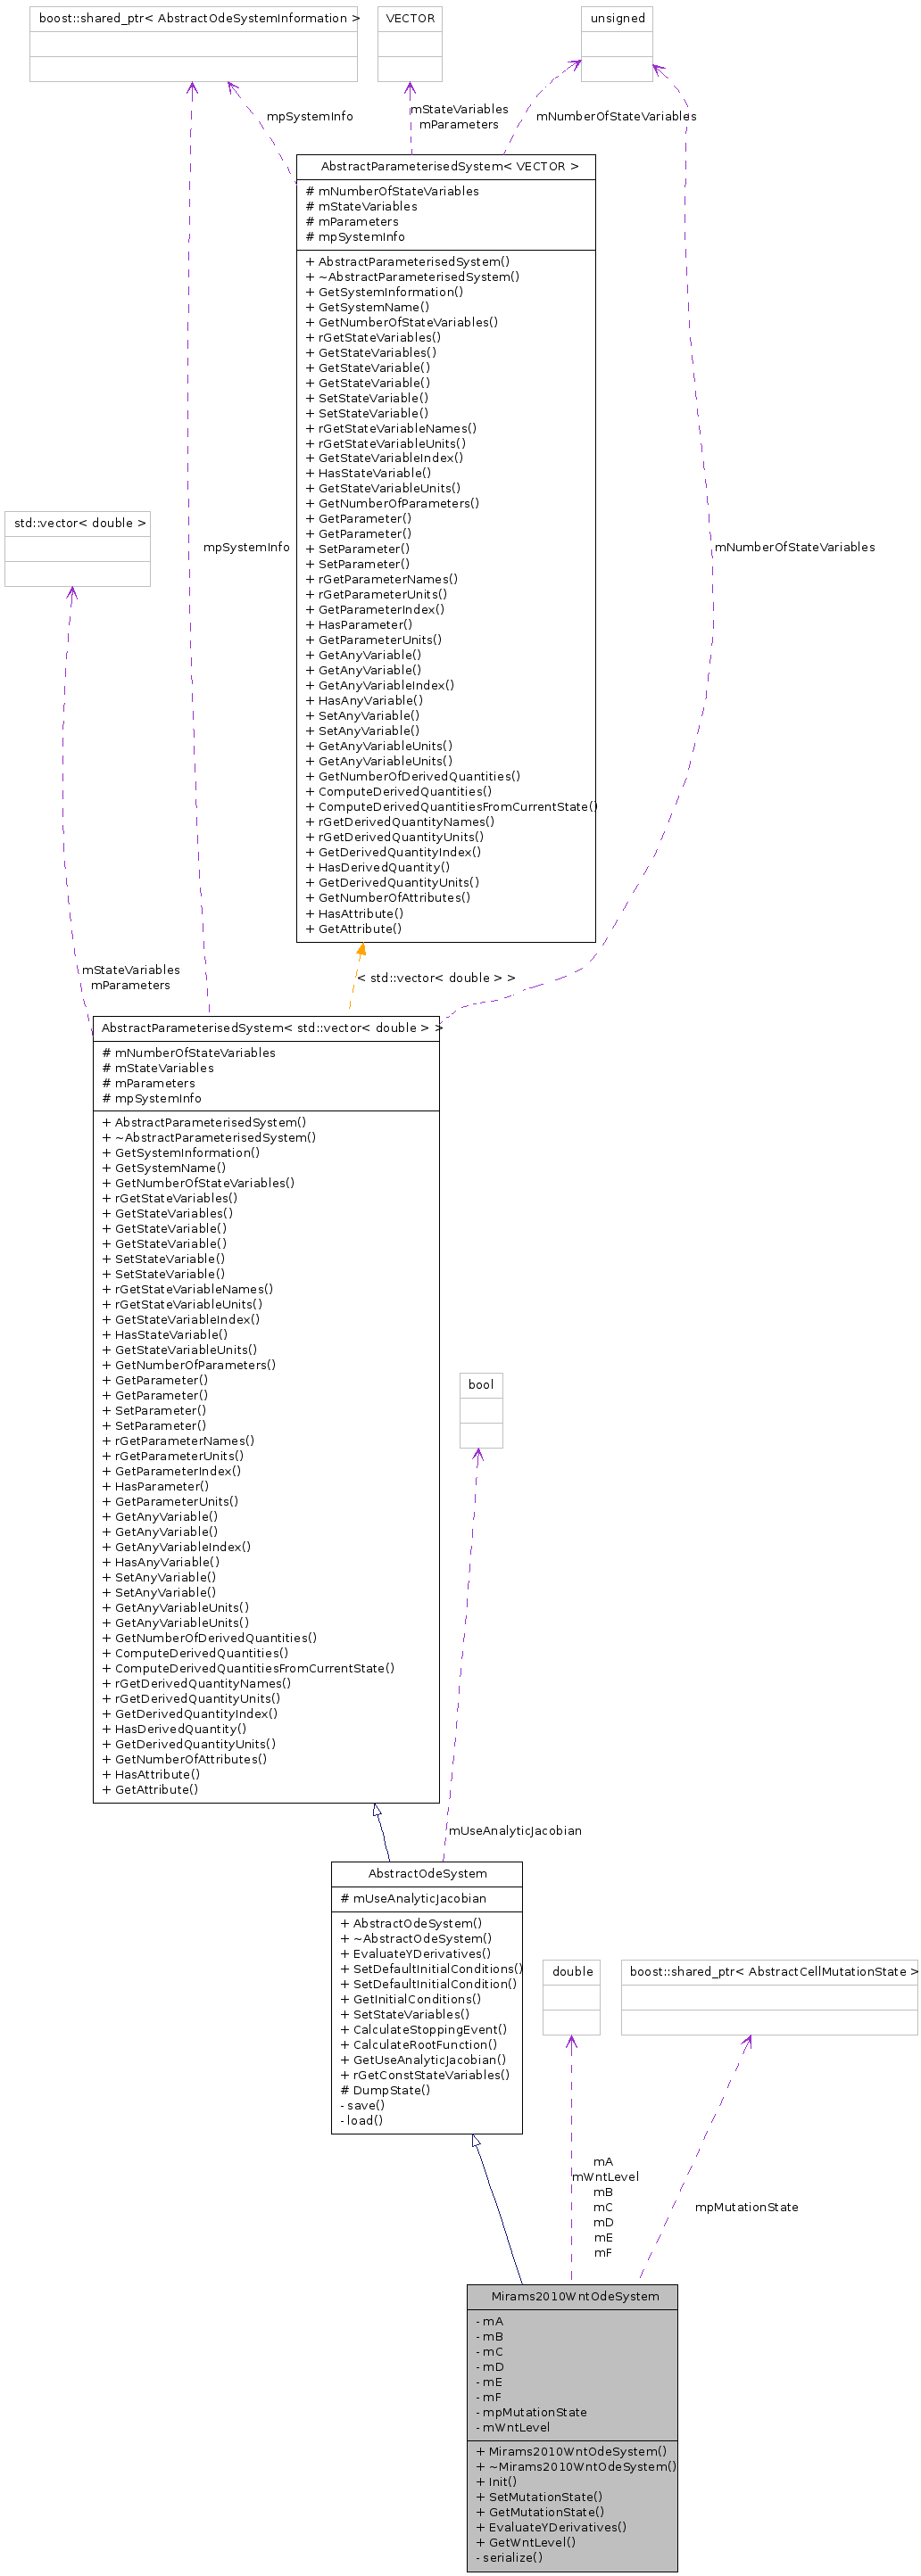 boost::shared_ptr< AbstractOdeSystemInformation >
VECTOR
unsigned
mpSystemInfo
mStateVariables
mParameters
mNumberOfStateVariables
AbstractParameterisedSystem< VECTOR >
# mNumberOfStateVariables
# mStateVariables
# mParameters
# mpSystemInfo
+ AbstractParameterisedSystem()
+ ~AbstractParameterisedSystem()
+ GetSystemInformation()
+ GetSystemName()
+ GetNumberOfStateVariables()
+ rGetStateVariables()
+ GetStateVariables()
+ GetStateVariable()
+ GetStateVariable()
+ SetStateVariable()
+ SetStateVariable()
+ rGetStateVariableNames()
+ rGetStateVariableUnits()
+ GetStateVariableIndex()
+ HasStateVariable()
+ GetStateVariableUnits()
+ GetNumberOfParameters()
+ GetParameter()
+ GetParameter()
+ SetParameter()
+ SetParameter()
+ rGetParameterNames()
+ rGetParameterUnits()
+ GetParameterIndex()
+ HasParameter()
+ GetParameterUnits()
+ GetAnyVariable()
+ GetAnyVariable()
+ GetAnyVariableIndex()
+ HasAnyVariable()
+ SetAnyVariable()
+ SetAnyVariable()
+ GetAnyVariableUnits()
+ GetAnyVariableUnits()
+ GetNumberOfDerivedQuantities()
+ ComputeDerivedQuantities()
+ ComputeDerivedQuantitiesFromCurrentState()
+ rGetDerivedQuantityNames()
+ rGetDerivedQuantityUnits()
+ GetDerivedQuantityIndex()
+ HasDerivedQuantity()
+ GetDerivedQuantityUnits()
+ GetNumberOfAttributes()
+ HasAttribute()
+ GetAttribute()
std::vector< double >
mpSystemInfo
mNumberOfStateVariables
mStateVariables
mParameters
< std::vector< double > >
AbstractParameterisedSystem< std::vector< double > >
# mNumberOfStateVariables
# mStateVariables
# mParameters
# mpSystemInfo
+ AbstractParameterisedSystem()
+ ~AbstractParameterisedSystem()
+ GetSystemInformation()
+ GetSystemName()
+ GetNumberOfStateVariables()
+ rGetStateVariables()
+ GetStateVariables()
+ GetStateVariable()
+ GetStateVariable()
+ SetStateVariable()
+ SetStateVariable()
+ rGetStateVariableNames()
+ rGetStateVariableUnits()
+ GetStateVariableIndex()
+ HasStateVariable()
+ GetStateVariableUnits()
+ GetNumberOfParameters()
+ GetParameter()
+ GetParameter()
+ SetParameter()
+ SetParameter()
+ rGetParameterNames()
+ rGetParameterUnits()
+ GetParameterIndex()
+ HasParameter()
+ GetParameterUnits()
+ GetAnyVariable()
+ GetAnyVariable()
+ GetAnyVariableIndex()
+ HasAnyVariable()
+ SetAnyVariable()
+ SetAnyVariable()
+ GetAnyVariableUnits()
+ GetAnyVariableUnits()
+ GetNumberOfDerivedQuantities()
+ ComputeDerivedQuantities()
+ ComputeDerivedQuantitiesFromCurrentState()
+ rGetDerivedQuantityNames()
+ rGetDerivedQuantityUnits()
+ GetDerivedQuantityIndex()
+ HasDerivedQuantity()
+ GetDerivedQuantityUnits()
+ GetNumberOfAttributes()
+ HasAttribute()
+ GetAttribute()
bool
mUseAnalyticJacobian
AbstractOdeSystem
# mUseAnalyticJacobian
+ AbstractOdeSystem()
+ ~AbstractOdeSystem()
+ EvaluateYDerivatives()
+ SetDefaultInitialConditions()
+ SetDefaultInitialCondition()
+ GetInitialConditions()
+ SetStateVariables()
+ CalculateStoppingEvent()
+ CalculateRootFunction()
+ GetUseAnalyticJacobian()
+ rGetConstStateVariables()
# DumpState()
- save()
- load()
double
boost::shared_ptr< AbstractCellMutationState >
mA
mWntLevel
mB
mC
mD
mE
mF
mpMutationState
Mirams2010WntOdeSystem
- mA
- mB
- mC
- mD
- mE
- mF
- mpMutationState
- mWntLevel
+ Mirams2010WntOdeSystem()
+ ~Mirams2010WntOdeSystem()
+ Init()
+ SetMutationState()
+ GetMutationState()
+ EvaluateYDerivatives()
+ GetWntLevel()
- serialize()